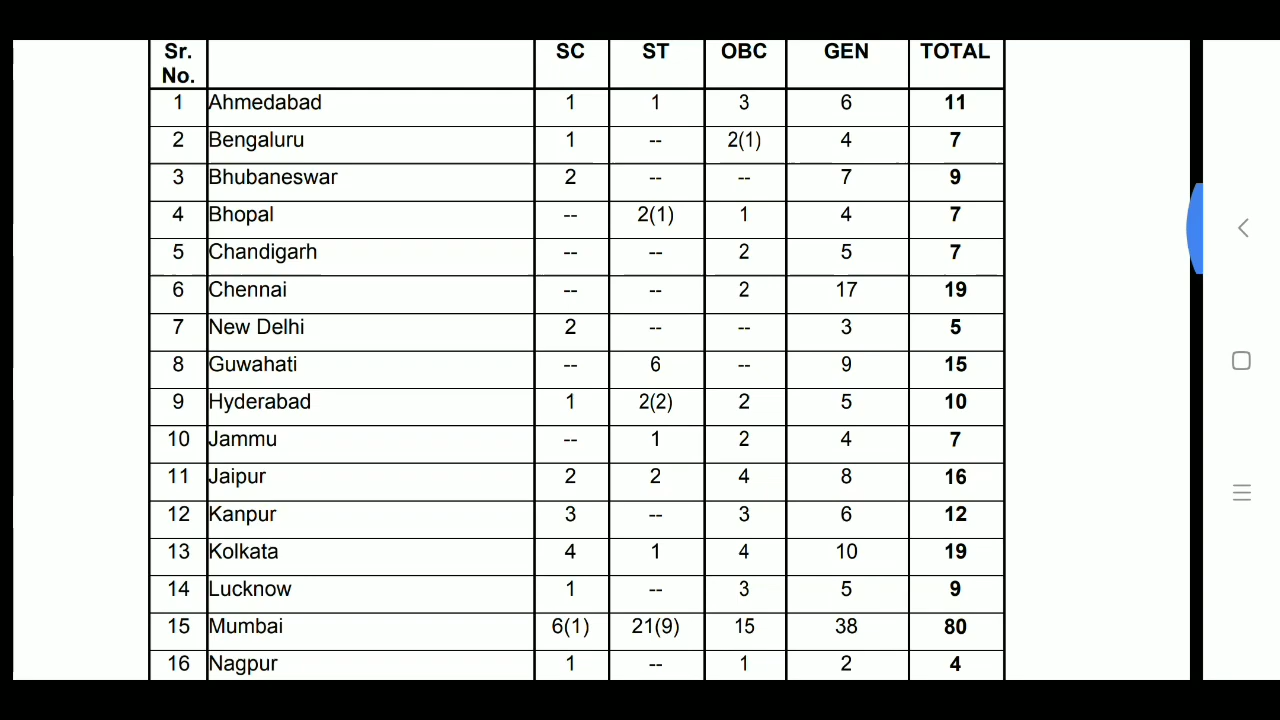 Sr. No. SC ST OBC GEN TOTAL
1 Ahmedabad 1 1 3 6 11
2 Bengaluru 1 -- 2(1) 4 7
3 Bhubaneswar 2 -- -- 7 9
4 Bhopal -- 2(1) 1 4 7
5 Chandigarh -- -- 2 5 7
6 Chennai -- -- 2 17 19
7 New Delhi 2 -- -- 3 5
8 Guwahati -- 6 -- 9 15
9 Hyderabad 1 2(2) 2 5 10
10 Jammu -- 1 2 4 7
11 Jaipur 2 2 4 8 16
12 Kanpur 3 -- 3 6 12
13 Kolkata 4 1 4 10 19
14 Lucknow 1 -- 3 5 9
15 Mumbai 6(1) 21(9) 15 38 80
16 Nagpur 1 -- 1 2 4